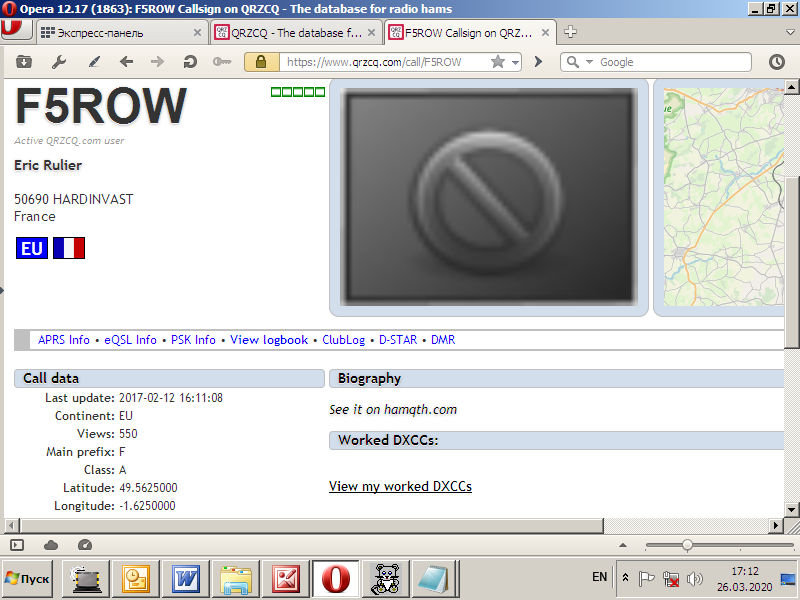 Opera 12.17 (1863): F5ROW Callsign on QRZCQ - The database for radio hams
Экспресс-панель
QRZCQ - The database f...
F5ROW Callsign on QRZ...
https://www.qrzcq.com/call/F5ROW
Google
F5ROW
Active QRZCQ.com user
Eric Rulier
50690 HARDINVAST
France
EU
APRS Info • eQSL Info • PSK Info • View logbook • ClubLog • D-STAR • DMR
Call data
Last update: 2017-02-12 16:11:08
Continent: EU
Views: 550
Main prefix: F
Class: A
Latitude: 49.5625000
Longitude: -1.6250000
Biography
See it on hamqth.com
Worked DXCCs:
View my worked DXCCs
Пуск
EN
17:12
26.03.2020